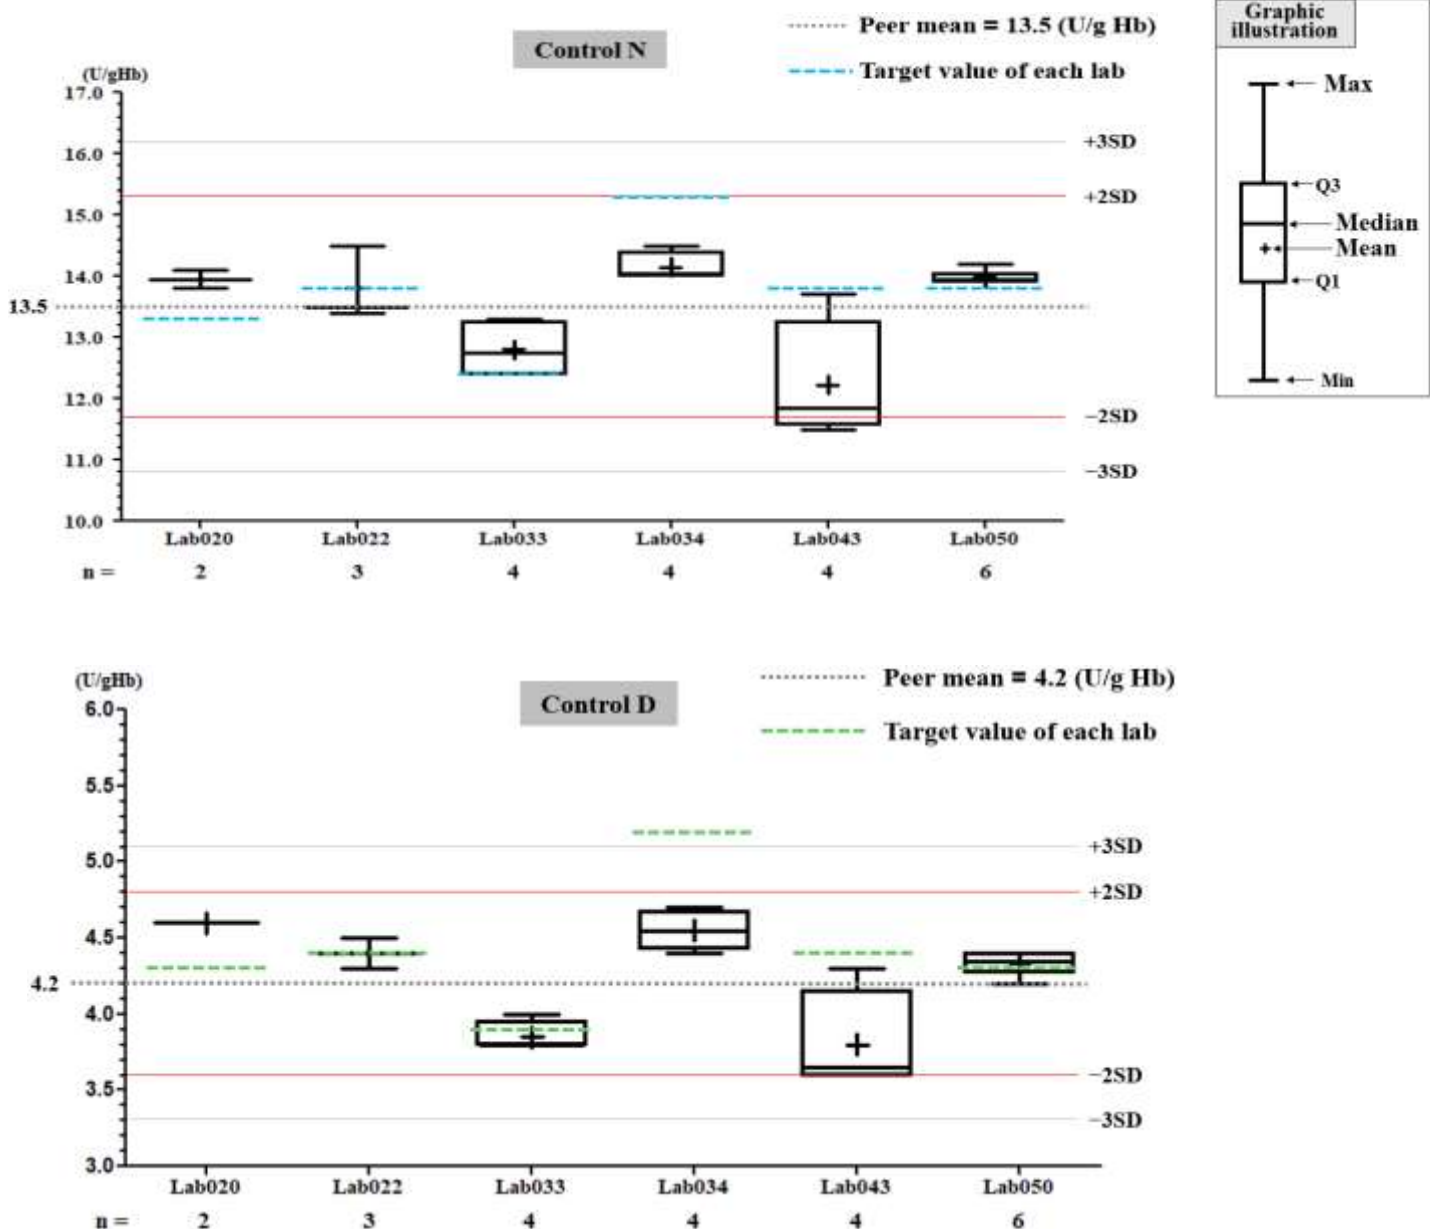 Control N
Peer mean = 13.5 (U/g Hb)
Target value of each lab
(U/gHb)
17.0
16.0
15.0
14.0
13.5
13.0
12.0
11.0
10.0
+3SD
+2SD
−2SD
−3SD
Lab020 Lab022 Lab033 Lab034 Lab043 Lab050
n = 2 3 4 4 4 6
Graphic
illustration
Max
Q3
Median
Mean
Q1
Min
Control D
Peer mean = 4.2 (U/g Hb)
Target value of each lab
(U/gHb)
6.0
5.5
5.0
4.5
4.2
4.0
3.5
3.0
+3SD
+2SD
−2SD
−3SD
Lab020 Lab022 Lab033 Lab034 Lab043 Lab050
n = 2 3 4 4 4 6